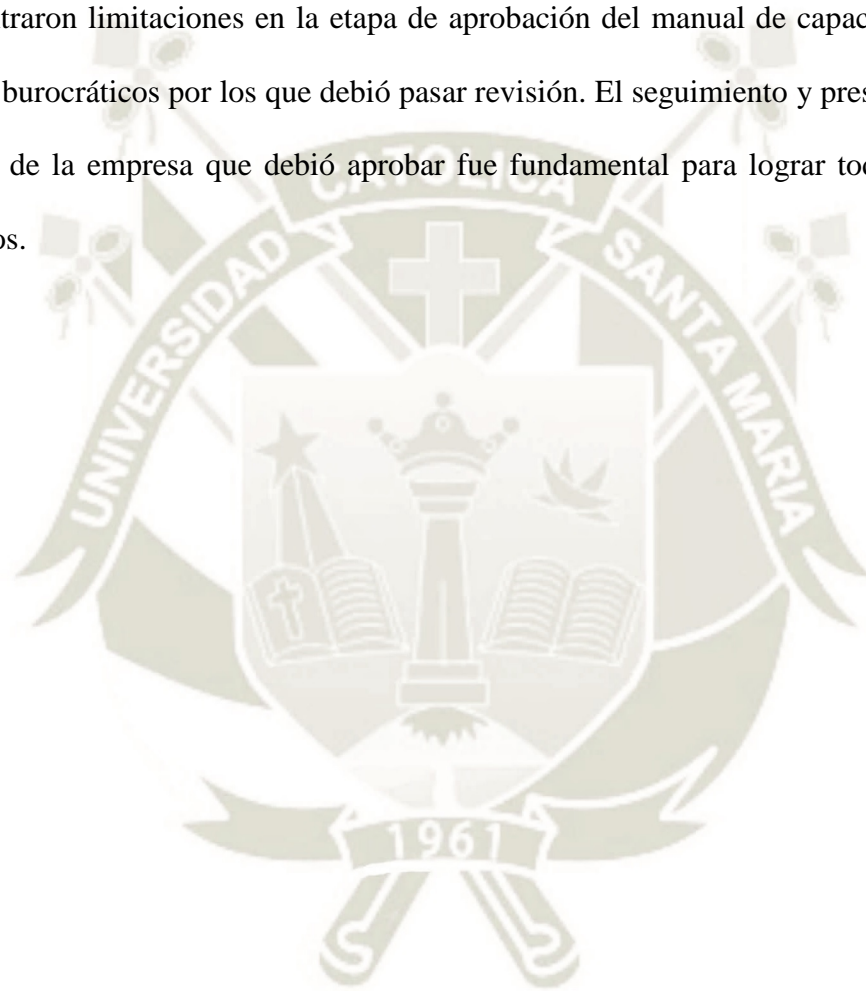 traron limitaciones en la etapa de aprobación del manual de capac
burocráticos por los que debió pasar revisión. El seguimiento y pres
de la empresa que debió aprobar fue fundamental para lograr tod
os.
UNIVERSIDAD CATOLICA SANTA MARIA
1961